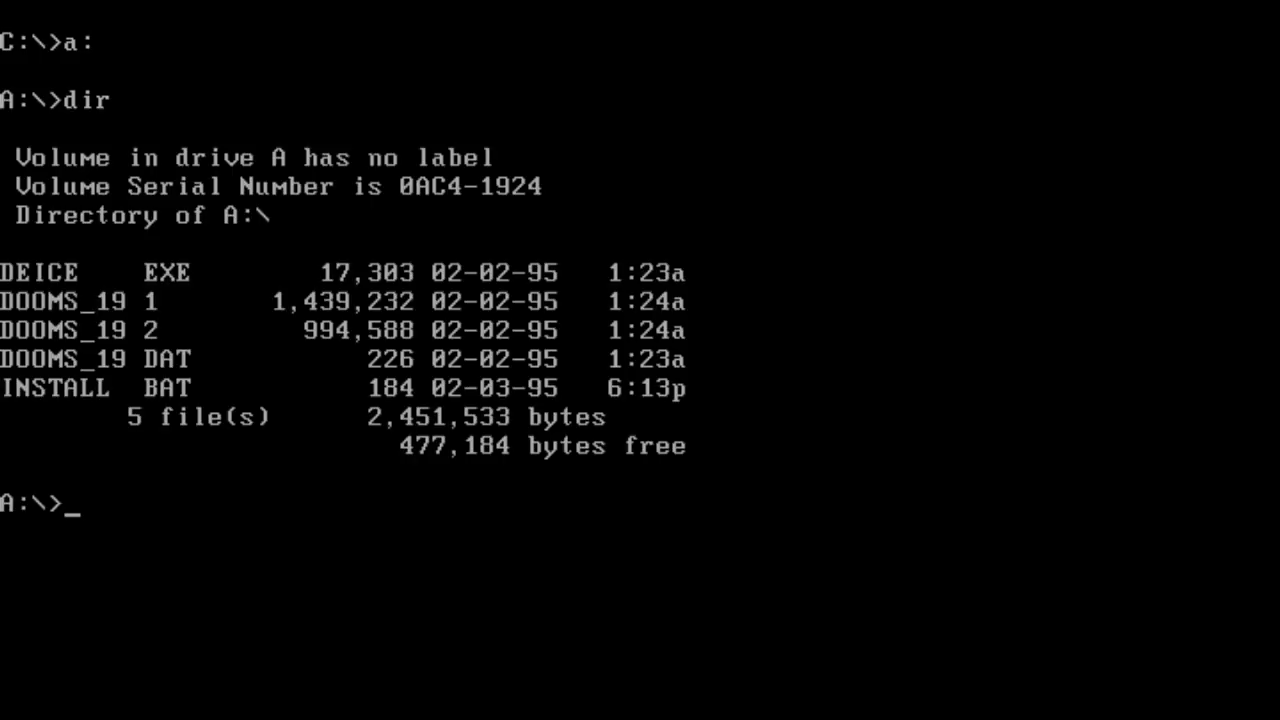 C:\>a:
A:\>dir
Volume in drive A has no label
Volume Serial Number is 0AC4-1924
Directory of A:\
DEICE    EXE        17,303 02-02-95   1:23a
DOOMS_19 1       1,439,232 02-02-95   1:24a
DOOMS_19 2         994,588 02-02-95   1:24a
DOOMS_19 DAT           226 02-02-95   1:23a
INSTALL  BAT           184 02-03-95   6:13p
5 file(s)      2,451,533 bytes
477,184 bytes free
A:\>_